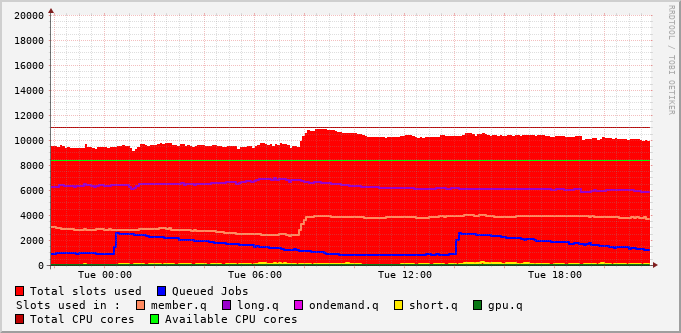 20000
18000
16000
14000
12000
10000
8000
6000
4000
2000
0
Tue 00:00 Tue 06:00 Tue 12:00 Tue 18:00
RRDTOOL / TOBI OETIKER
Total slots used Queued Jobs
Slots used in : member.q long.q ondemand.q short.q gpu.q
Total CPU cores Available CPU cores